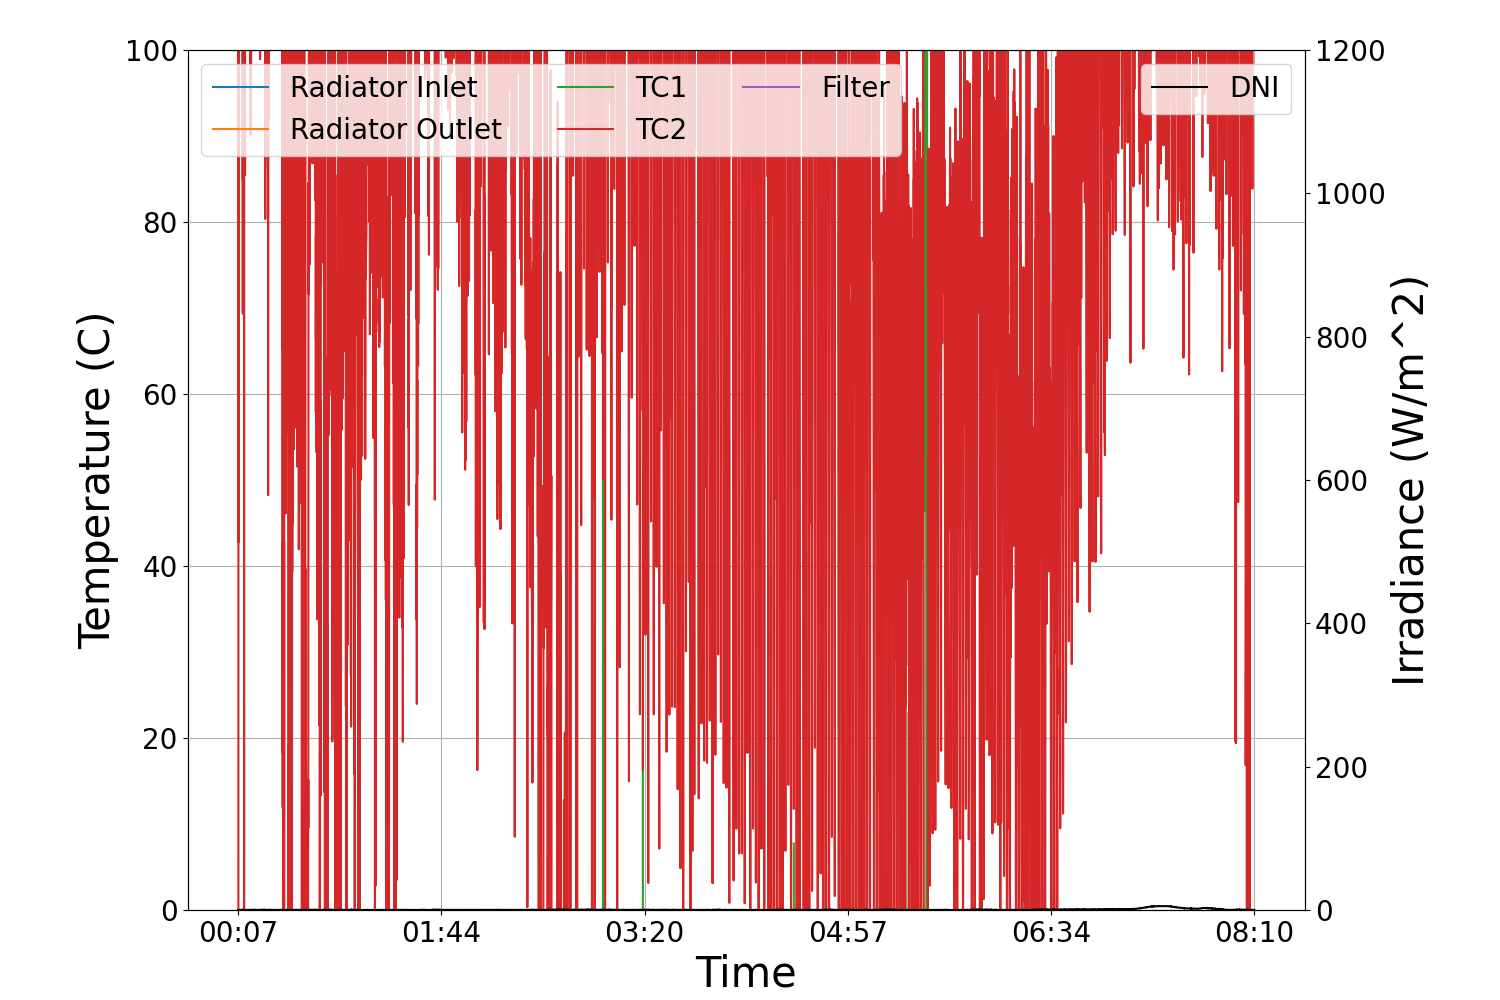 100
80
60
40
20
0
Temperature (C)
Radiator Inlet
Radiator Outlet
TC1
TC2
Filter
DNI
1200
1000
800
600
400
200
0
Irradiance (W/m^2)
00:07
01:44
03:20
04:57
06:34
08:10
Time